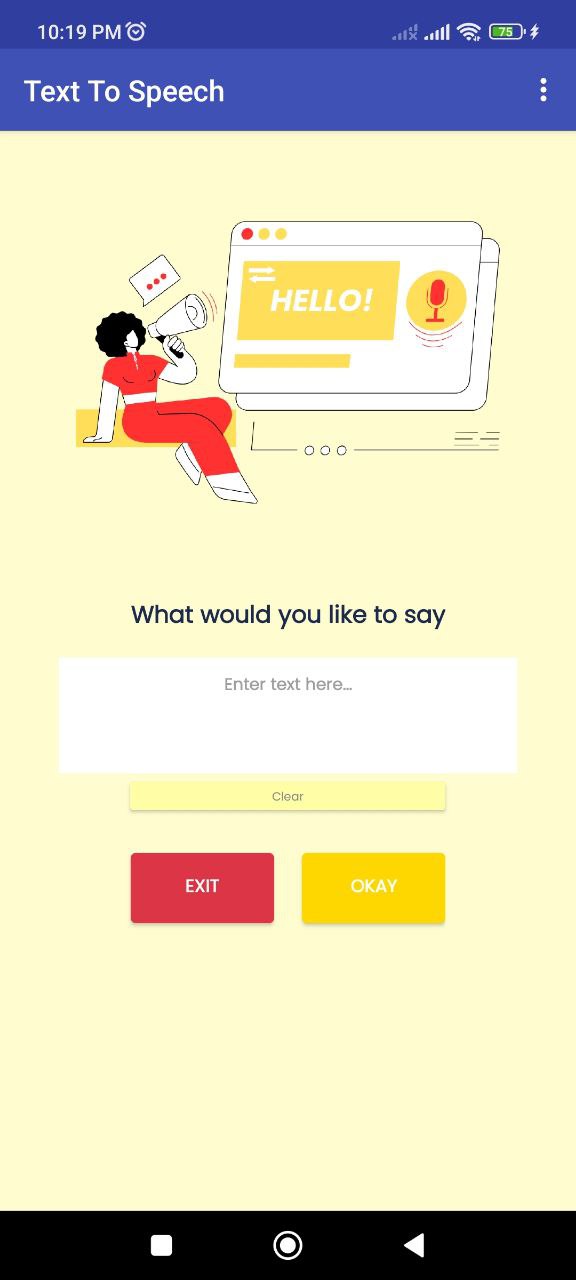 10:19 PM
75
Text To Speech
HELLO!
What would you like to say
Enter text here...
Clear
EXIT
OKAY